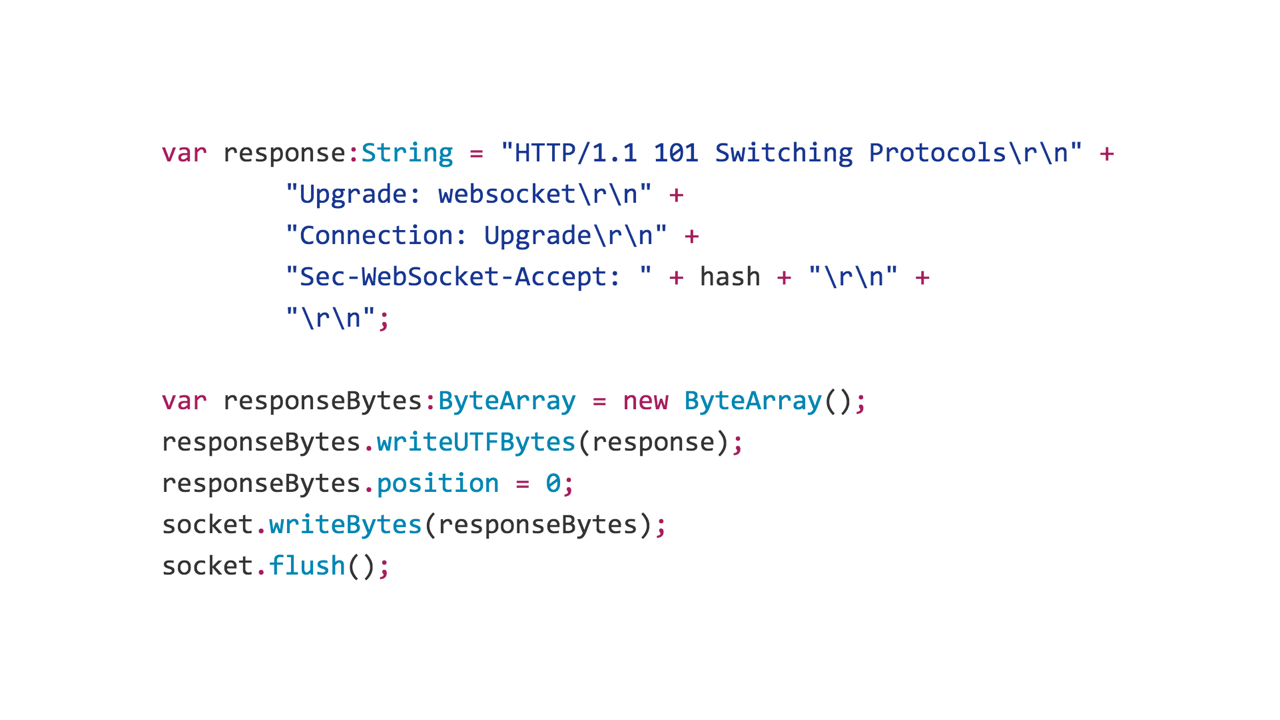 var response:String = "HTTP/1.1 101 Switching Protocols\r\n" +
"Upgrade: websocket\r\n" +
"Connection: Upgrade\r\n" +
"Sec-WebSocket-Accept: " + hash + "\r\n" +
"\r\n";
var responseBytes:ByteArray = new ByteArray();
responseBytes.writeUTFBytes(response);
responseBytes.position = 0;
socket.writeBytes(responseBytes);
socket.flush();